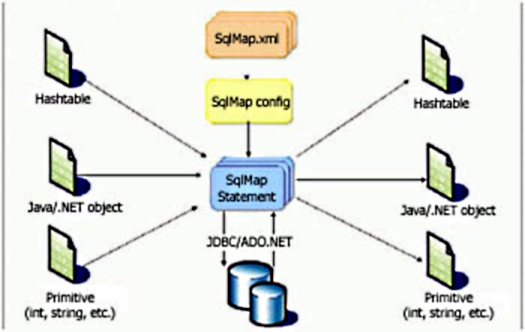 SqlMap.xml
SqlMap config
Hashtable
Hashtable
SqlMap
Statement
Java/.NET object
Java/.NET object
JDBC/ADO.NET
Primitive
(int, string, etc.)
Primitive
(int, string, etc.)